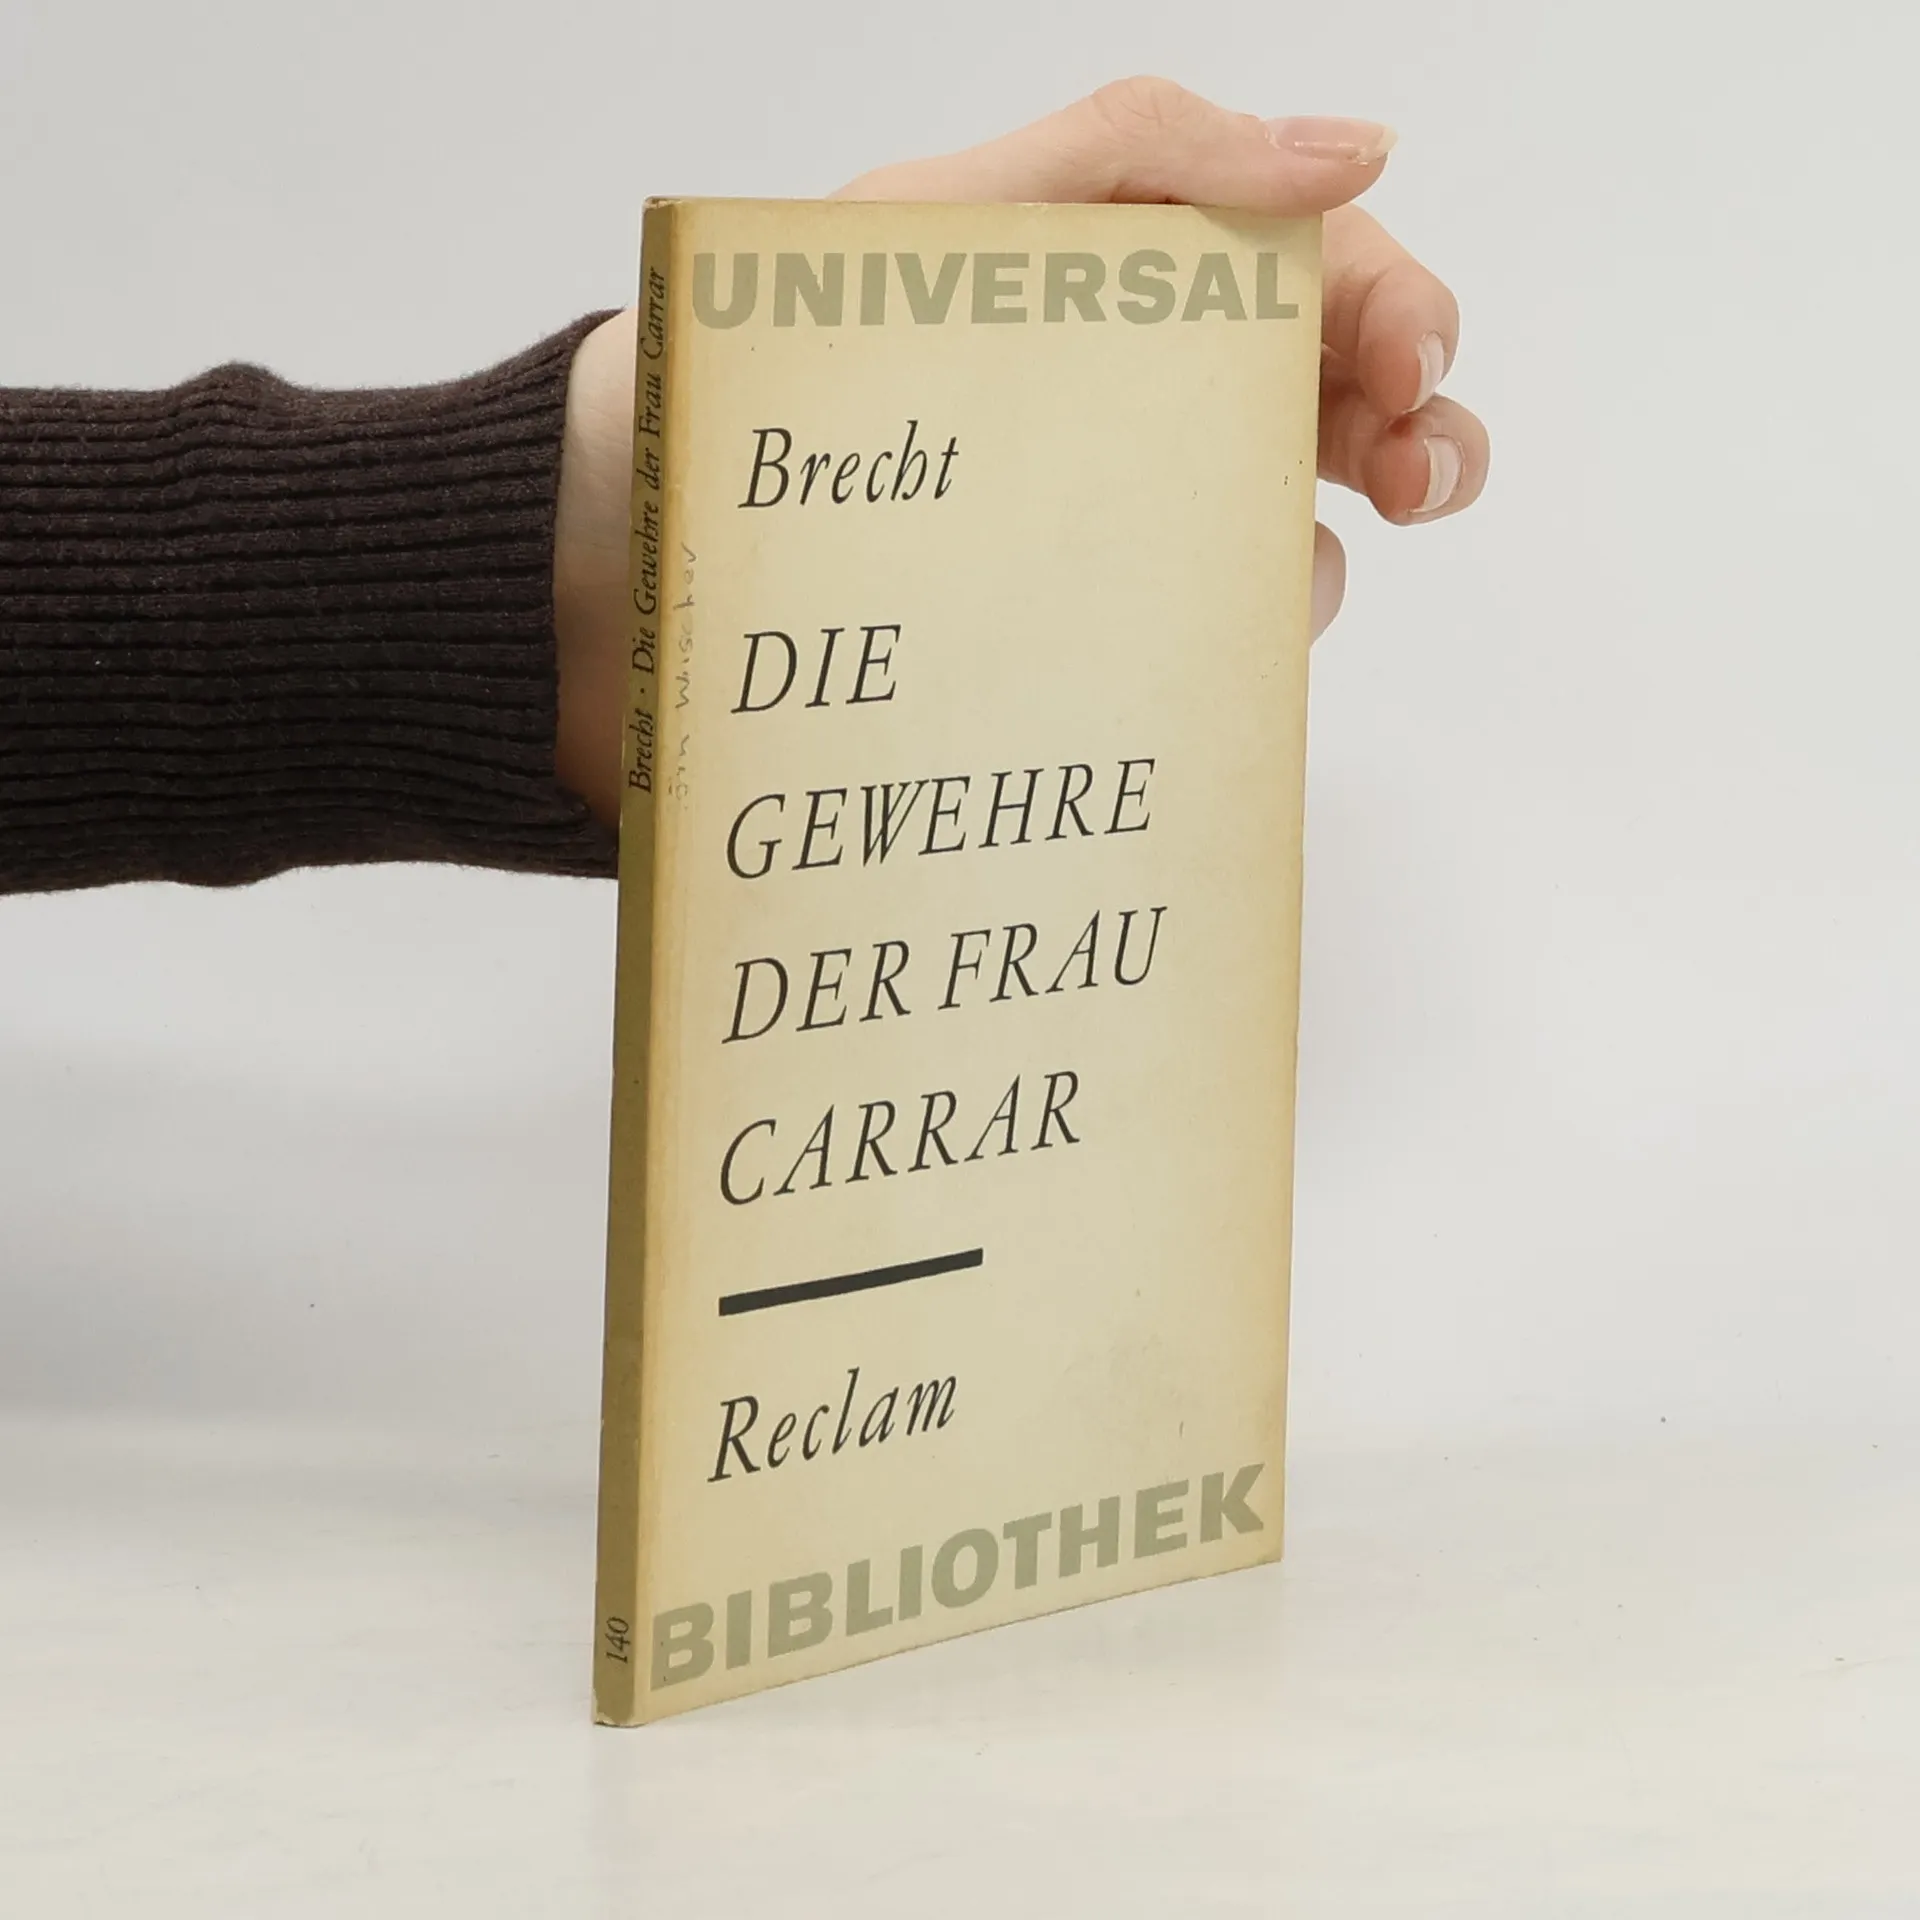 UNIVERSAL
Brecht
DIE
GEWEHRE
DER FRAU
CARRAR
Reclam
BIBLIOTHEK
Brecht · Die Gewehre der Frau Carrar
140